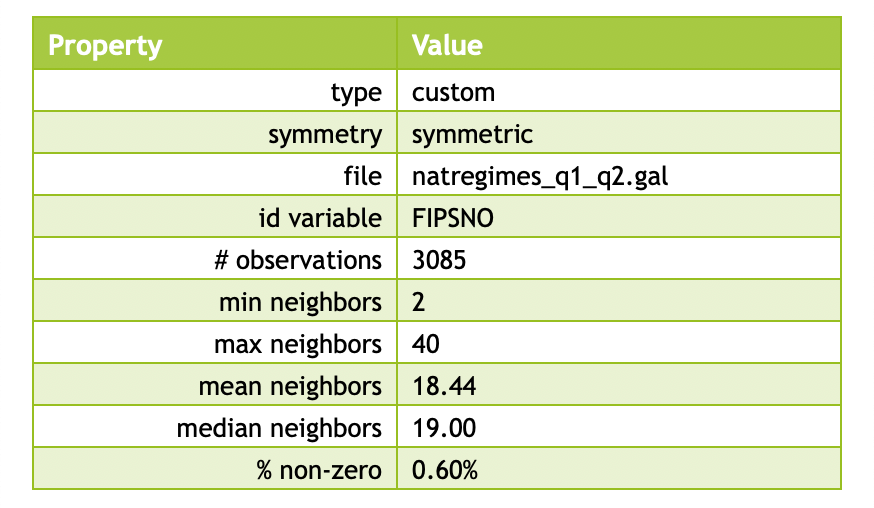 Property Value
type custom
symmetry symmetric
file natregimes_q1_q2.gal
id variable FIPSNO
# observations 3085
min neighbors 2
max neighbors 40
mean neighbors 18.44
median neighbors 19.00
% non-zero 0.60%